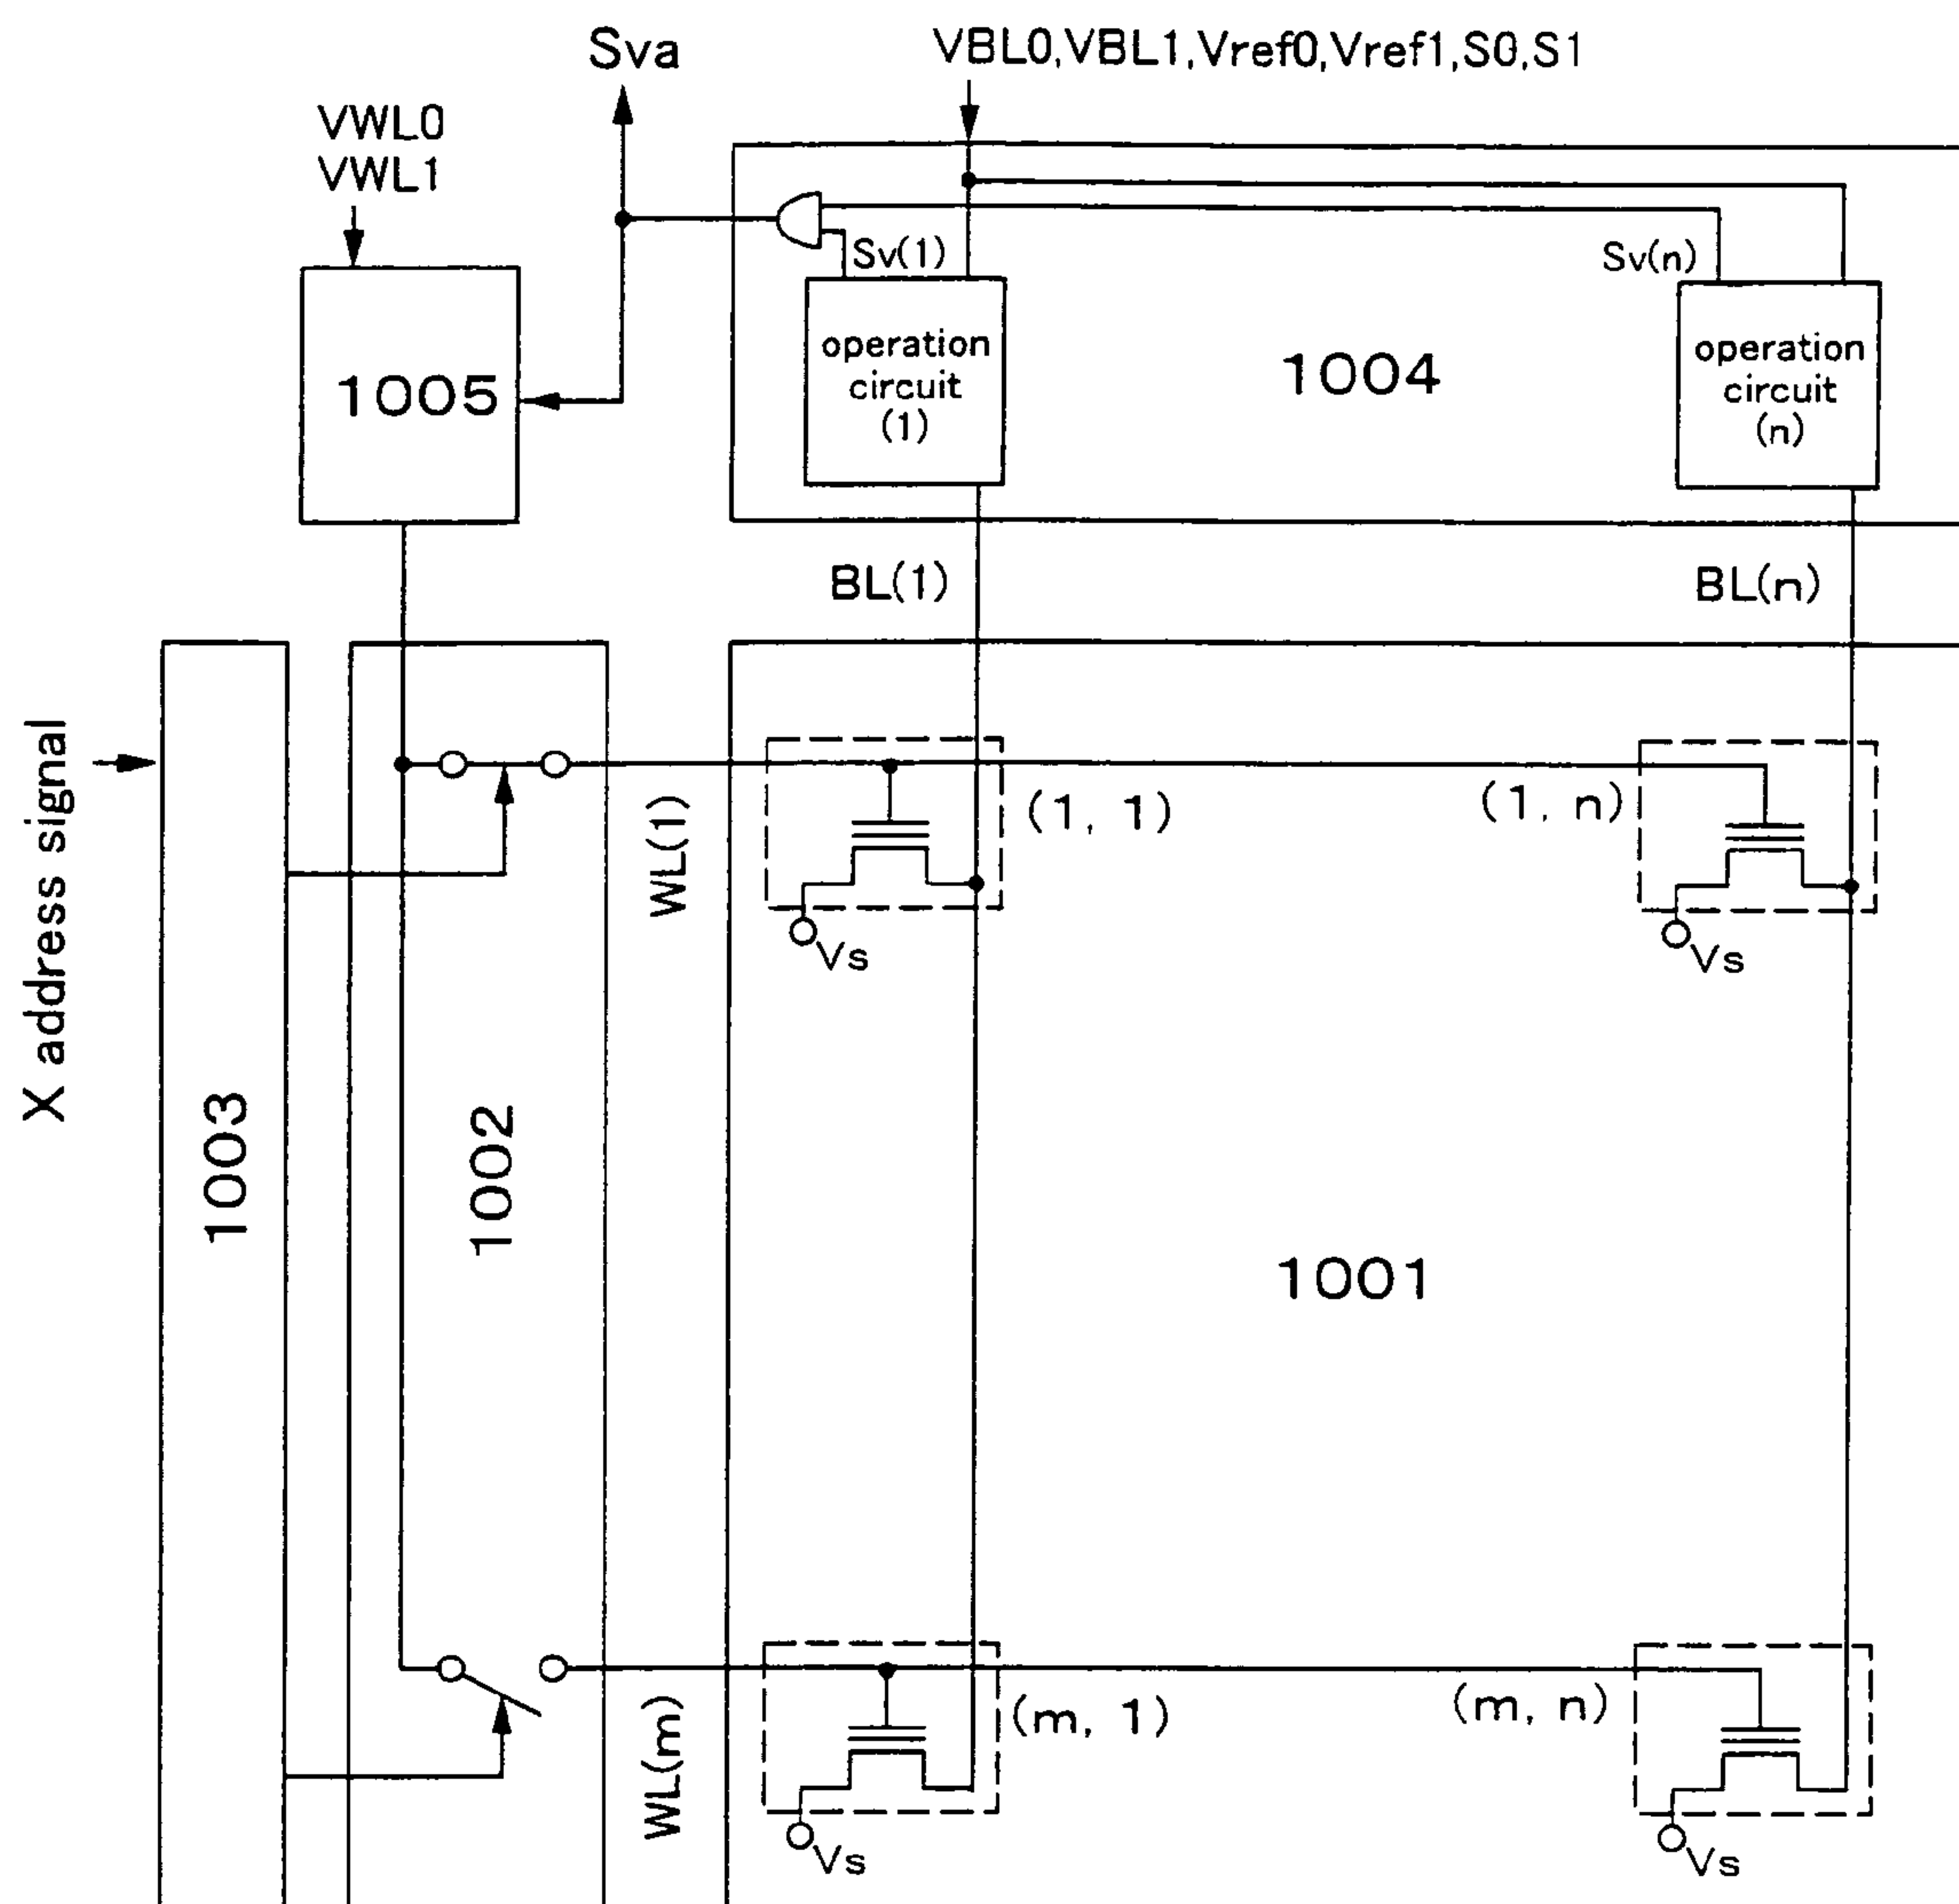 Sva
VBL0,VBL1,Vref0,Vref1,S0,S1
VWL0
VWL1
Sv(1)
Sv(n)
operation
circuit
(1)
1004
operation
circuit
(n)
1005
BL(1)
BL(n)
X address signal
1003
1002
WL(1)
(1, 1)
(1, n)
Vs
Vs
1001
WL(m)
(m, 1)
(m, n)
Vs
Vs